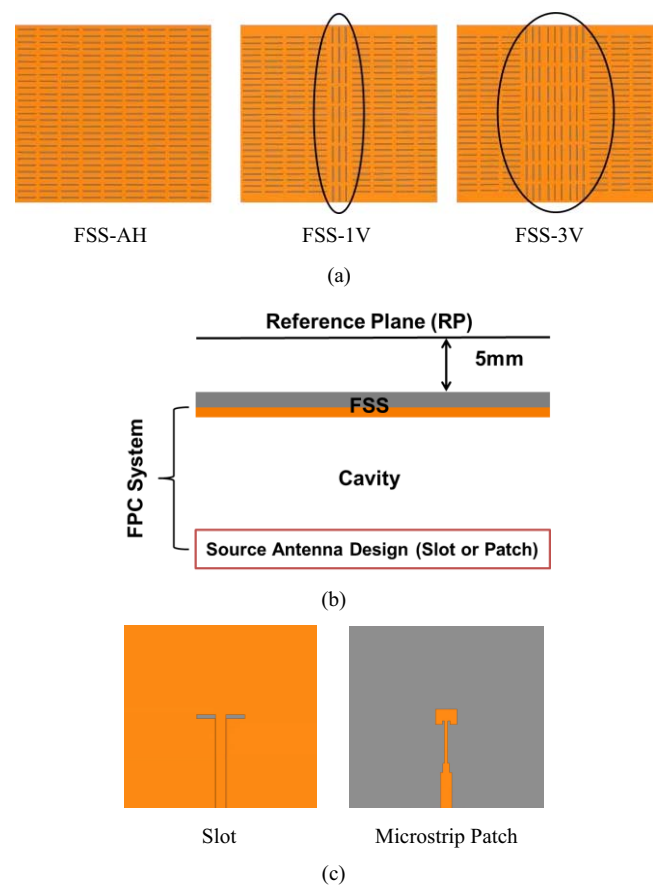 FSS-AH FSS-1V FSS-3V
(a)
Reference Plane (RP)
5mm
FSS
FPC System
Cavity
Source Antenna Design (Slot or Patch)
(b)
Slot Microstrip Patch
(c)